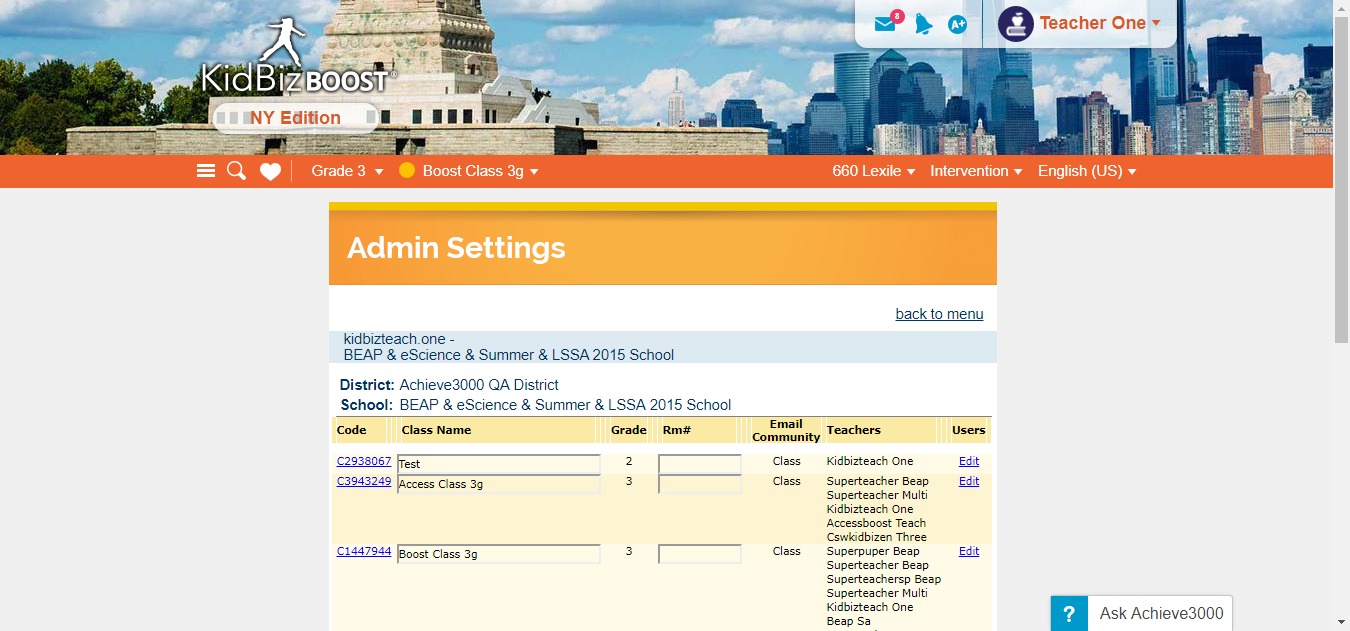 8
A+
Teacher One
KidBizBOOST®
NY Edition
Grade 3
Boost Class 3g
660 Lexile
Intervention
English (US)
Admin Settings
back to menu
kidbizteach.one -
BEAP & eScience & Summer & LSSA 2015 School
District: Achieve3000 QA District
School: BEAP & eScience & Summer & LSSA 2015 School
Code Class Name Grade Rm# Email Community Teachers Users
C2938067 Test 2 Class Kidbizteach One Edit
C3943249 Access Class 3g 3 Class Superteacher Beap Edit
Superteacher Multi
Kidbizteach One
Accessboost Teach
Cswkidbizen Three
C1447944 Boost Class 3g 3 Class Superpuper Beap Edit
Superteacher Beap
Superteachersp Beap
Superteacher Multi
Kidbizteach One
Beap Sa
? Ask Achieve3000